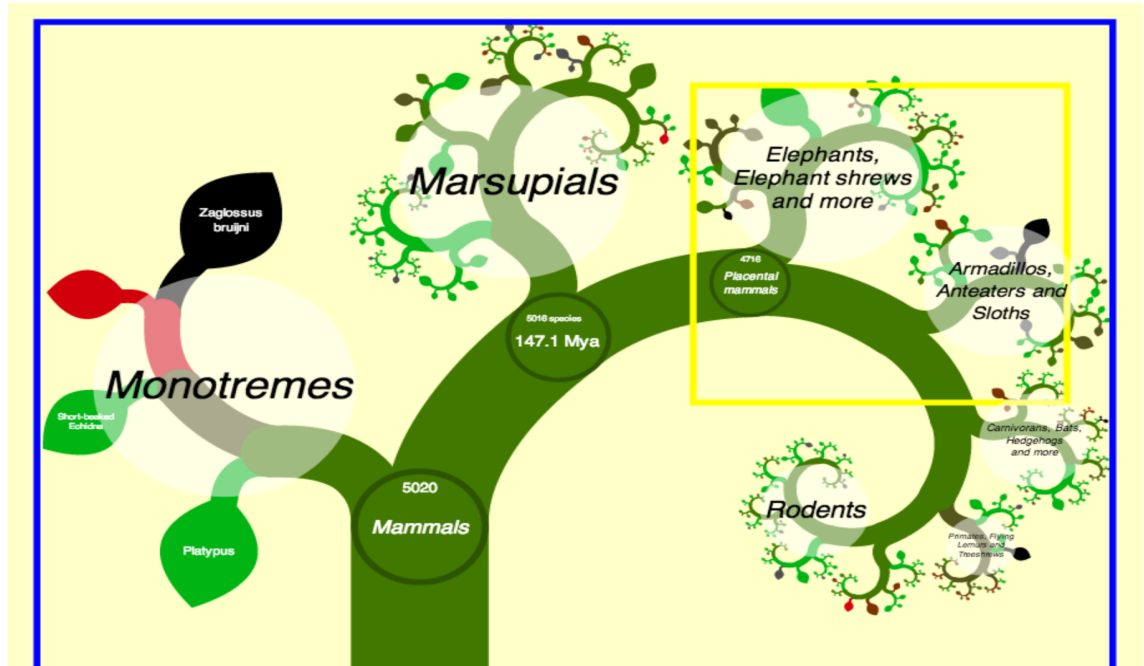 Zaglossus
bruijni
Monotremes
Short-beaked
Echidna
Platypus
5020
Mammals
Marsupials
5016 species
147.1 Mya
4716
Placental
mammals
Elephants,
Elephant shrews
and more
Armadillos,
Anteaters and
Sloths
Carnivorans, Bats,
Hedgehogs
and more
Primates, Flying
Lemurs and
Treeshrews
Rodents